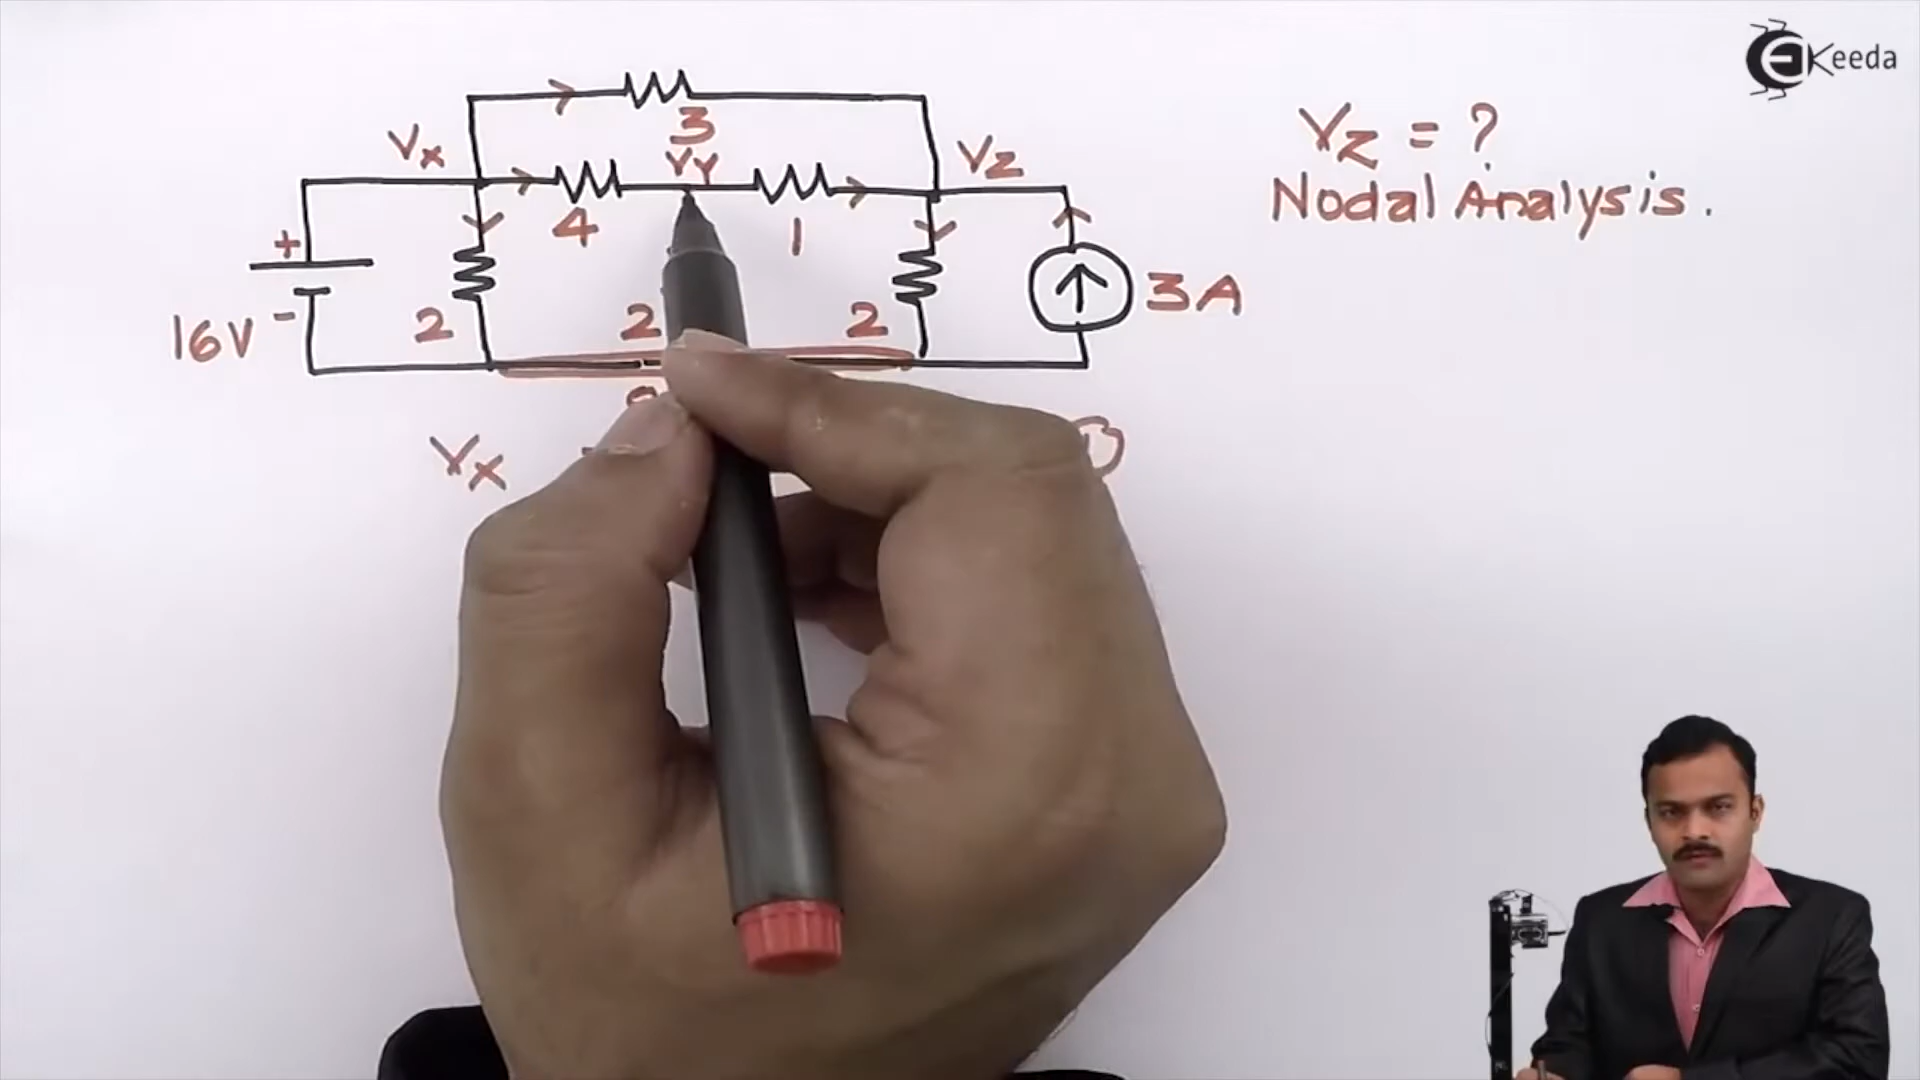 Keeda
3
Vx
VY
VZ
VZ = ?
Nodal Analysis.
4
1
+
16V
-
2
2
2
3A
Vx